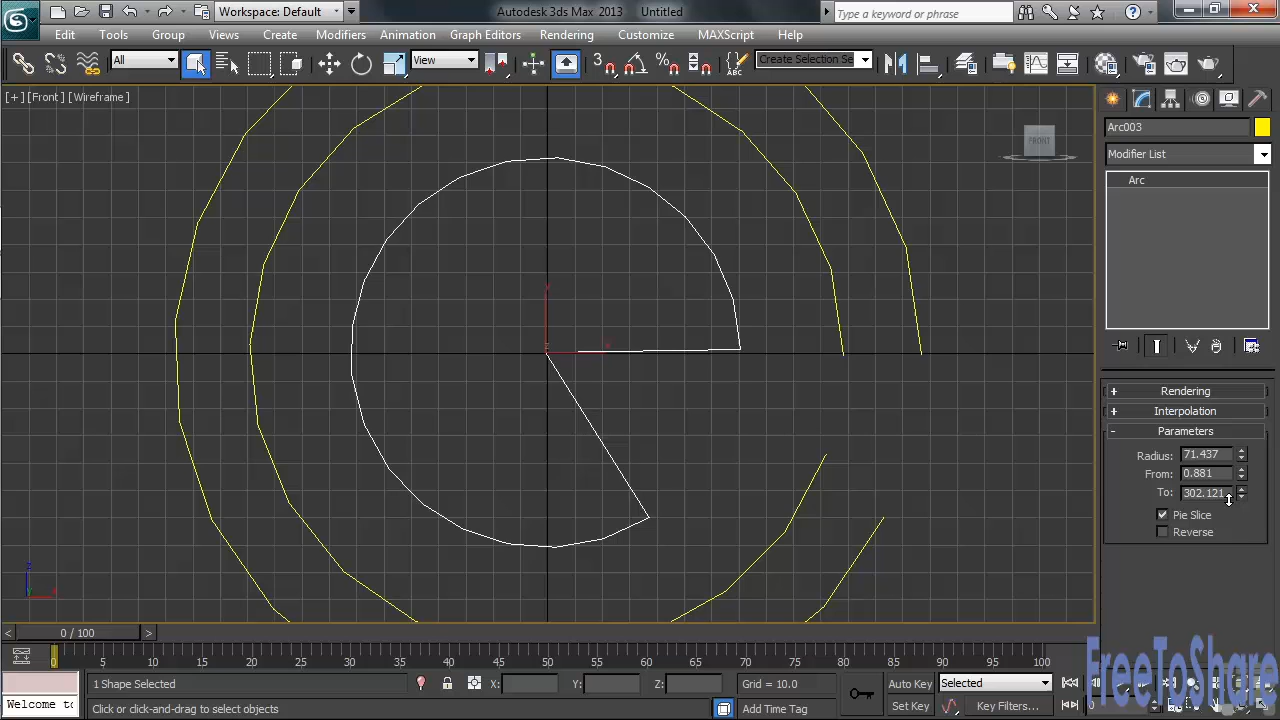 Workspace: Default
Autodesk 3ds Max 2013 Untitled
Type a keyword or phrase
Edit Tools Group Views Create Modifiers Animation Graph Editors Rendering Customize MAXScript Help
All
View
3
Create Selection Se
[+] [Front] [Wireframe]
FRONT
Arc003
Modifier List
Arc
Rendering
Interpolation
Parameters
Radius: 71.437
From: 0.881
To: 302.121
Pie Slice
Reverse
0 / 100
0 5 10 15 20 25 30 35 40 45 50 55 60 65 70 75 80 85 90 95 100
1 Shape Selected
X: Y: Z:
Grid = 10.0
Auto Key
Selected
Welcome to
Click or click-and-drag to select objects
Add Time Tag
Set Key
Key Filters...
0
FreeToShare